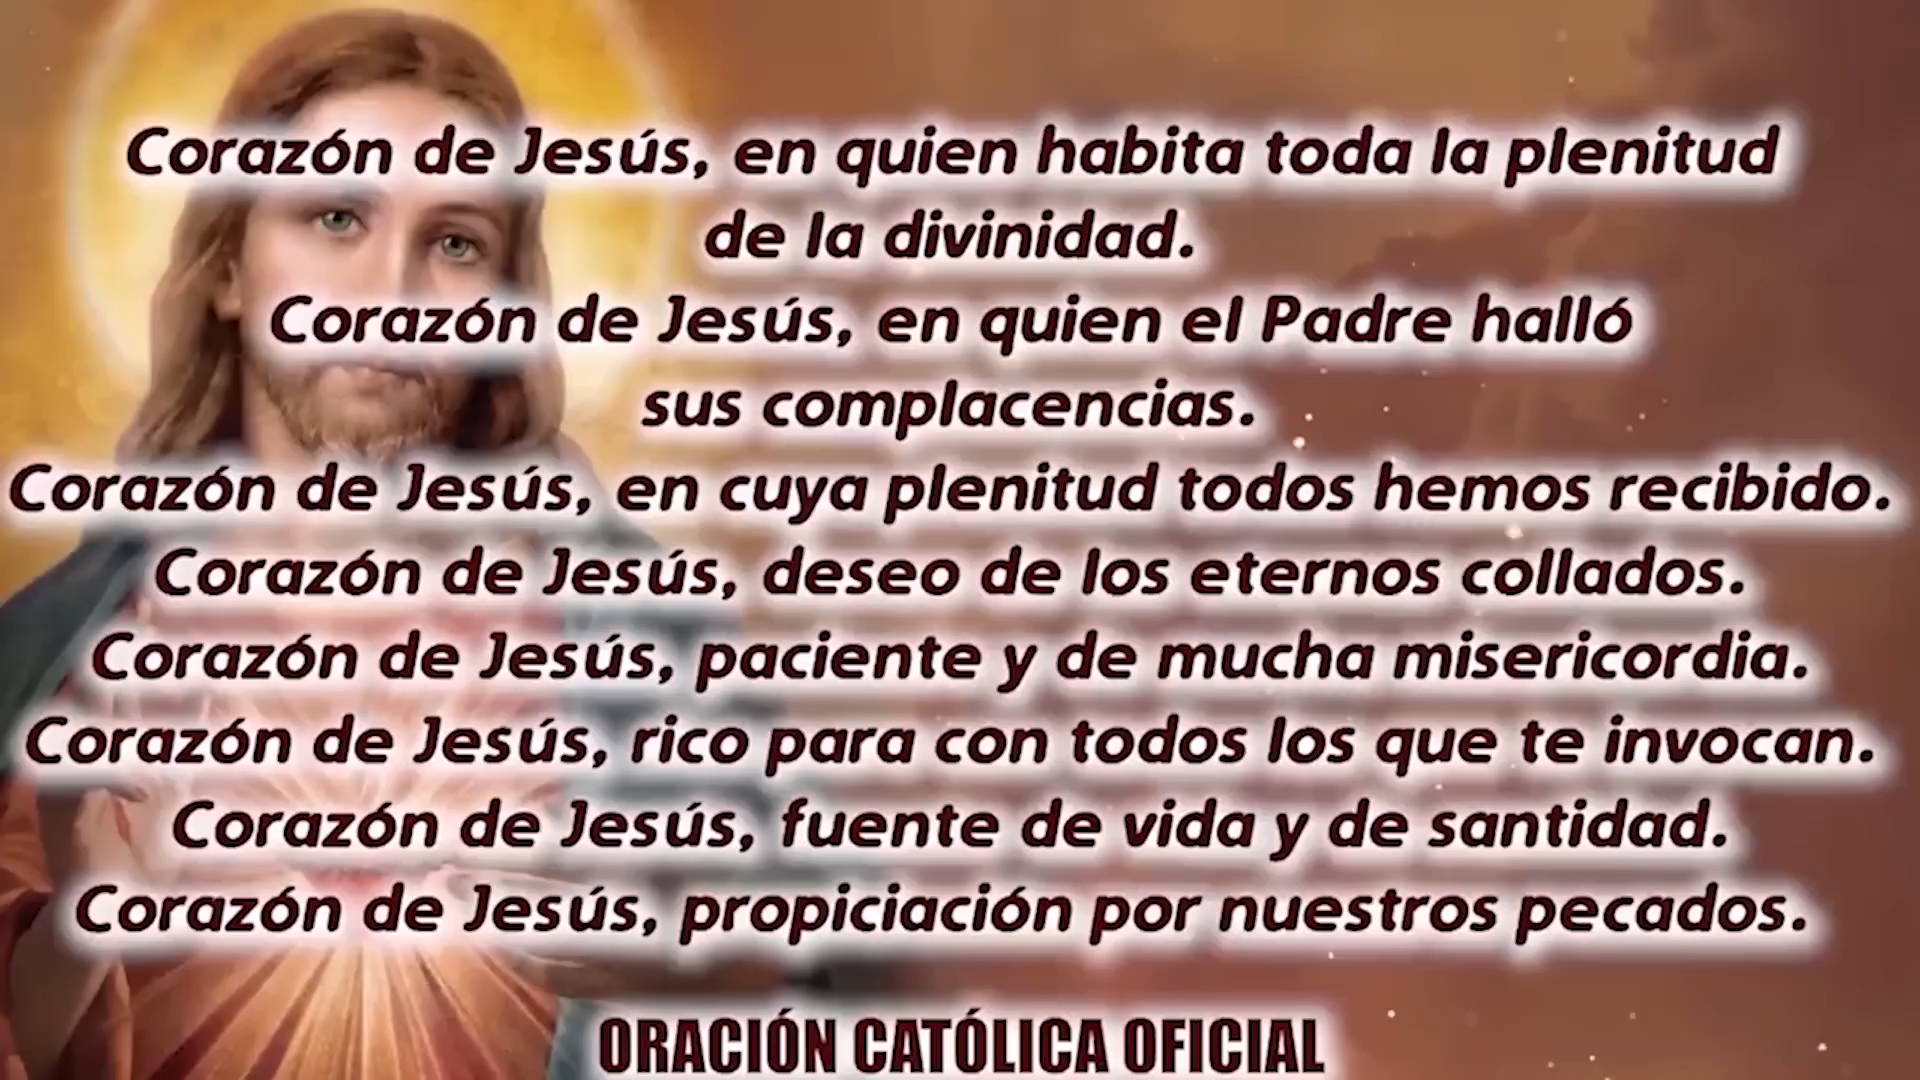 Corazón de Jesús, en quien habita toda la plenitud
de la divinidad.
Corazón de Jesús, en quien el Padre halló
sus complacencias.
Corazón de Jesús, en cuya plenitud todos hemos recibido.
Corazón de Jesús, deseo de los eternos collados.
Corazón de Jesús, paciente y de mucha misericordia.
Corazón de Jesús, rico para con todos los que te invocan.
Corazón de Jesús, fuente de vida y de santidad.
Corazón de Jesús, propiciación por nuestros pecados.
ORACIÓN CATÓLICA OFICIAL